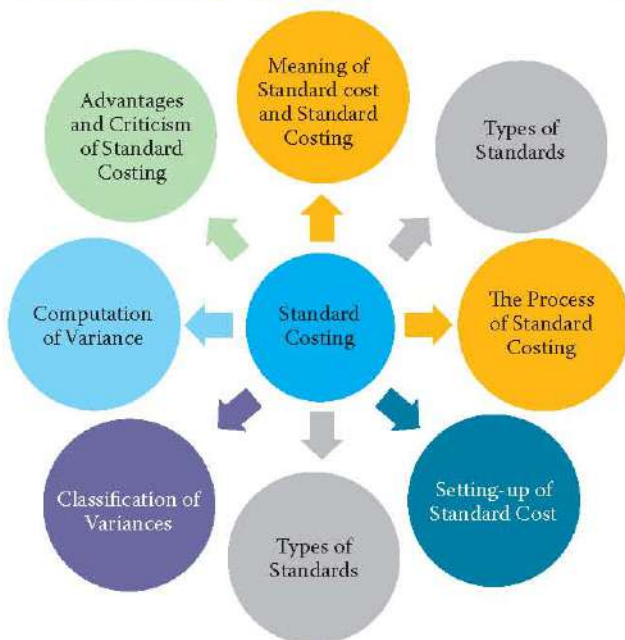 Meaning of
Standard cost
and Standard
Costing
Types of
Standards
The Process
of Standard
Costing
Setting-up of
Standard Cost
Types of
Standards
Classification of
Variances
Computation
of Variance
Advantages
and Criticism
of Standard
Costing
Standard
Costing